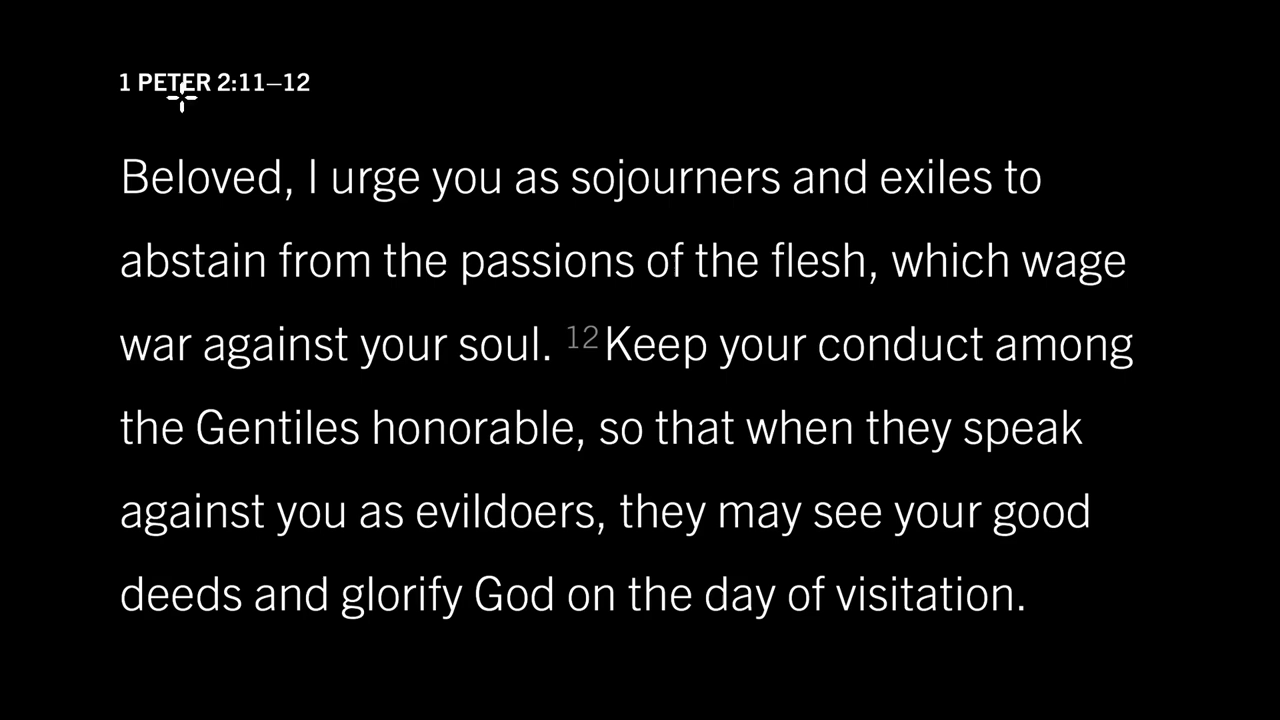 1 PETER 2:11–12
Beloved, I urge you as sojourners and exiles to
abstain from the passions of the flesh, which wage
war against your soul. 12 Keep your conduct among
the Gentiles honorable, so that when they speak
against you as evildoers, they may see your good
deeds and glorify God on the day of visitation.